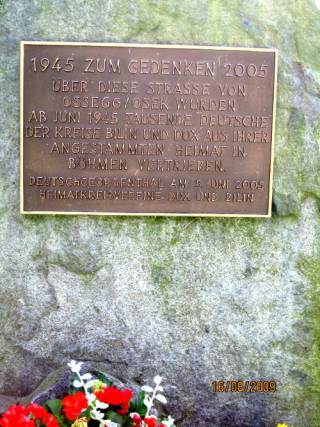 1945 ZUM GEDENKEN 2005
ÜBER DIESE STRASSE VON
OSSEGG/OSEK WURDEN
AB JUNI 1945 TAUSENDE DEUTSCHE
DER KREISE BILIN UND DUX AUS IHRER
ANGESTAMMTEN HEIMAT IN
BÖHMEN VERTRIEBEN.
DEUTSCHGEORGENTHAL AM 5. JUNI 2005
HEIMATKREISVEREINE DUX UND BILIN
16/06/2009